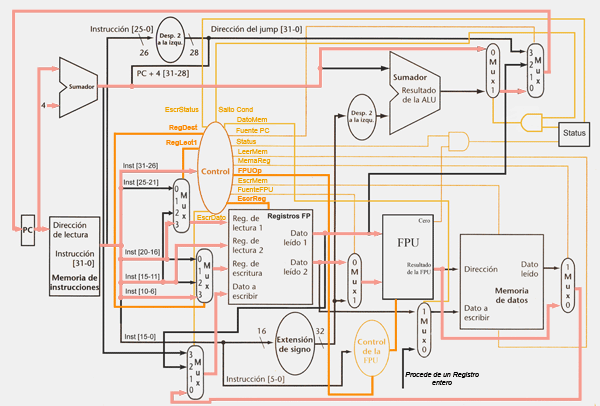 Instrucción [25-0]
Dirección del jump [31-0]
26
Desp. 2
a la izqu.
28
PC + 4 [31-28]
Sumador
4
EscrStatus
Salto Cond
DatoMem
Fuente PC
Status
LeerMem
MemaReg
FPUOp
EscrMem
FuenteFPU
EscrReg
RegDest
RegLect1
Control
EscrDato
Sumador
Resultado
de la ALU
Desp. 2
a la izqu.
0
M
u
x
1
3
2
1
0
M
u
x
Status
Inst [31-26]
Inst [25-21]
Inst [20-16]
Inst [15-11]
Inst [10-6]
Inst [15-0]
PC
Dirección
de lectura
Instrucción
[31-0]
Memoria de
instrucciones
0
1
2
3
M
u
x
0
1
2
3
M
u
x
Registros FP
Reg. de
lectura 1
Reg. de
lectura 2
Reg. de
escritura
Dato a
escribir
Dato
leído 1
Dato
leído 2
0
M
u
x
1
Cero
FPU
Resultado
de la FPU
Dirección
Dato
leído
Memoria
de datos
Dato a
escribir
1
M
u
x
0
16
Extensión
de signo
32
Control
de la
FPU
1
M
u
x
0
3
2
1
0
M
u
x
Instrucción [5-0]
Procede de un Registro
entero